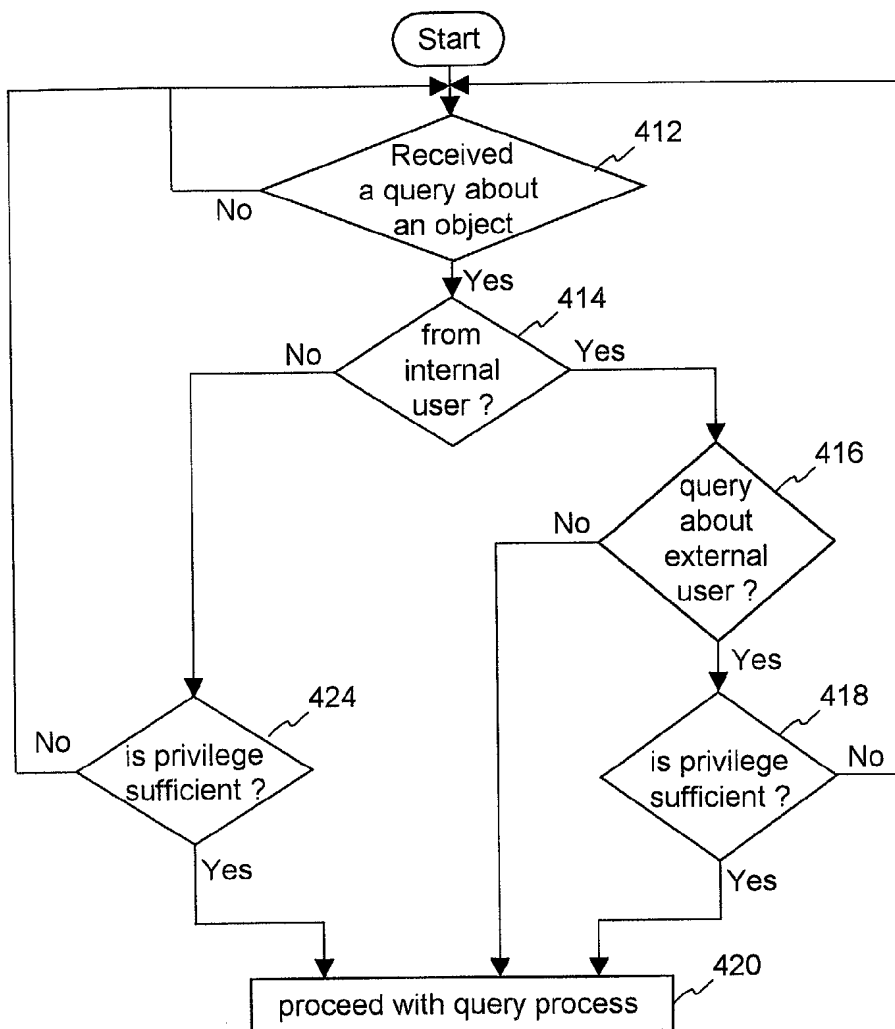 Start
Received
a query about
an object
412
No
Yes
from
internal
user ?
414
No
Yes
query
about
external
user ?
416
No
Yes
is privilege
sufficient ?
424
No
Yes
is privilege
sufficient ?
418
No
Yes
proceed with query process
420